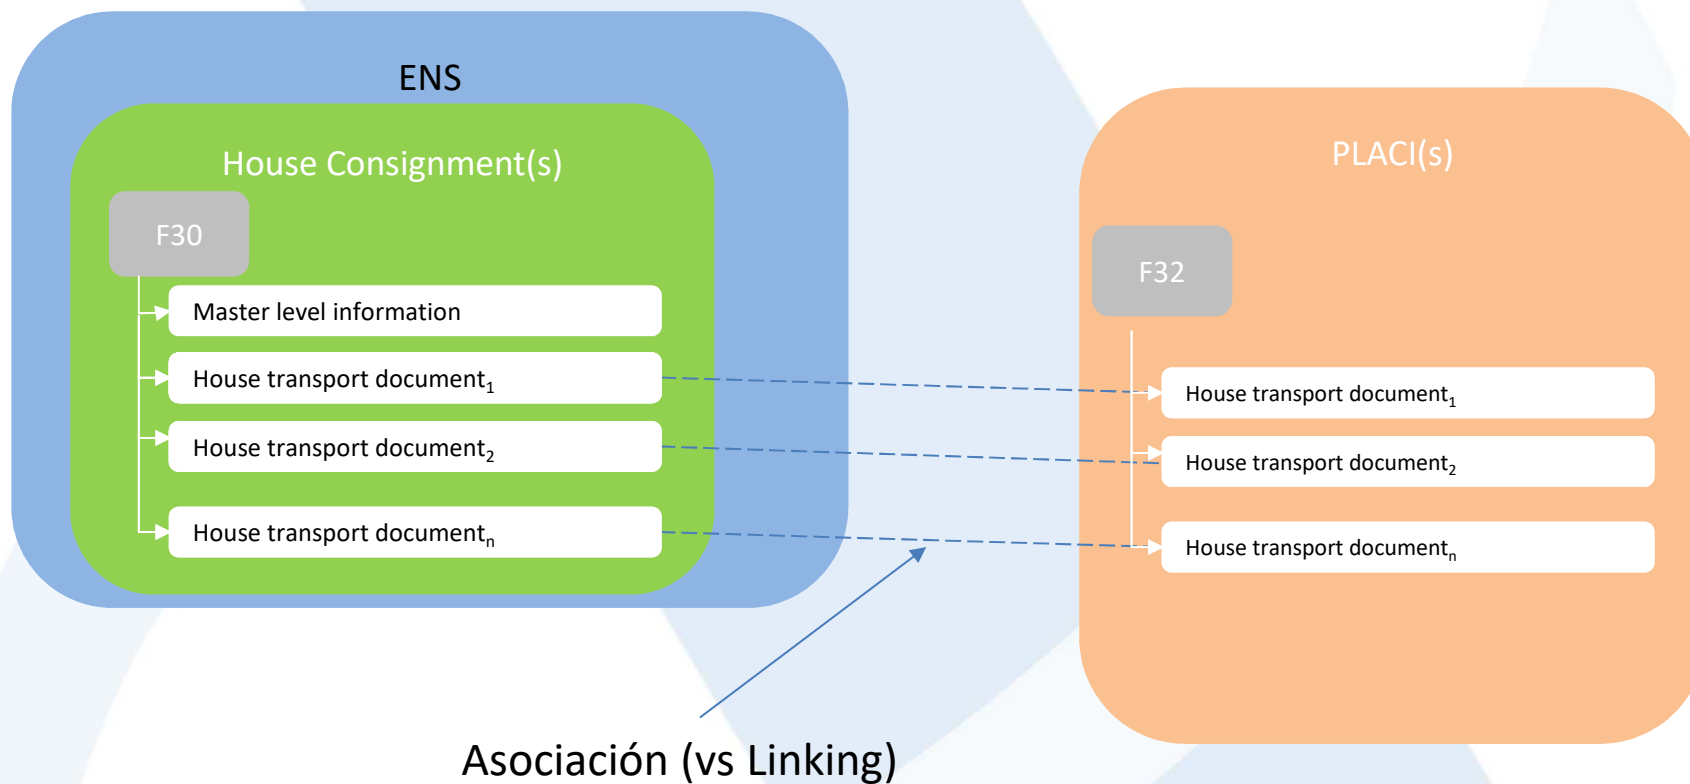 ENS
House Consignment(s)
F30
Master level information
House transport document₁
House transport document₂
House transport documentₙ
PLACI(s)
F32
House transport document₁
House transport document₂
House transport documentₙ
Asociación (vs Linking)